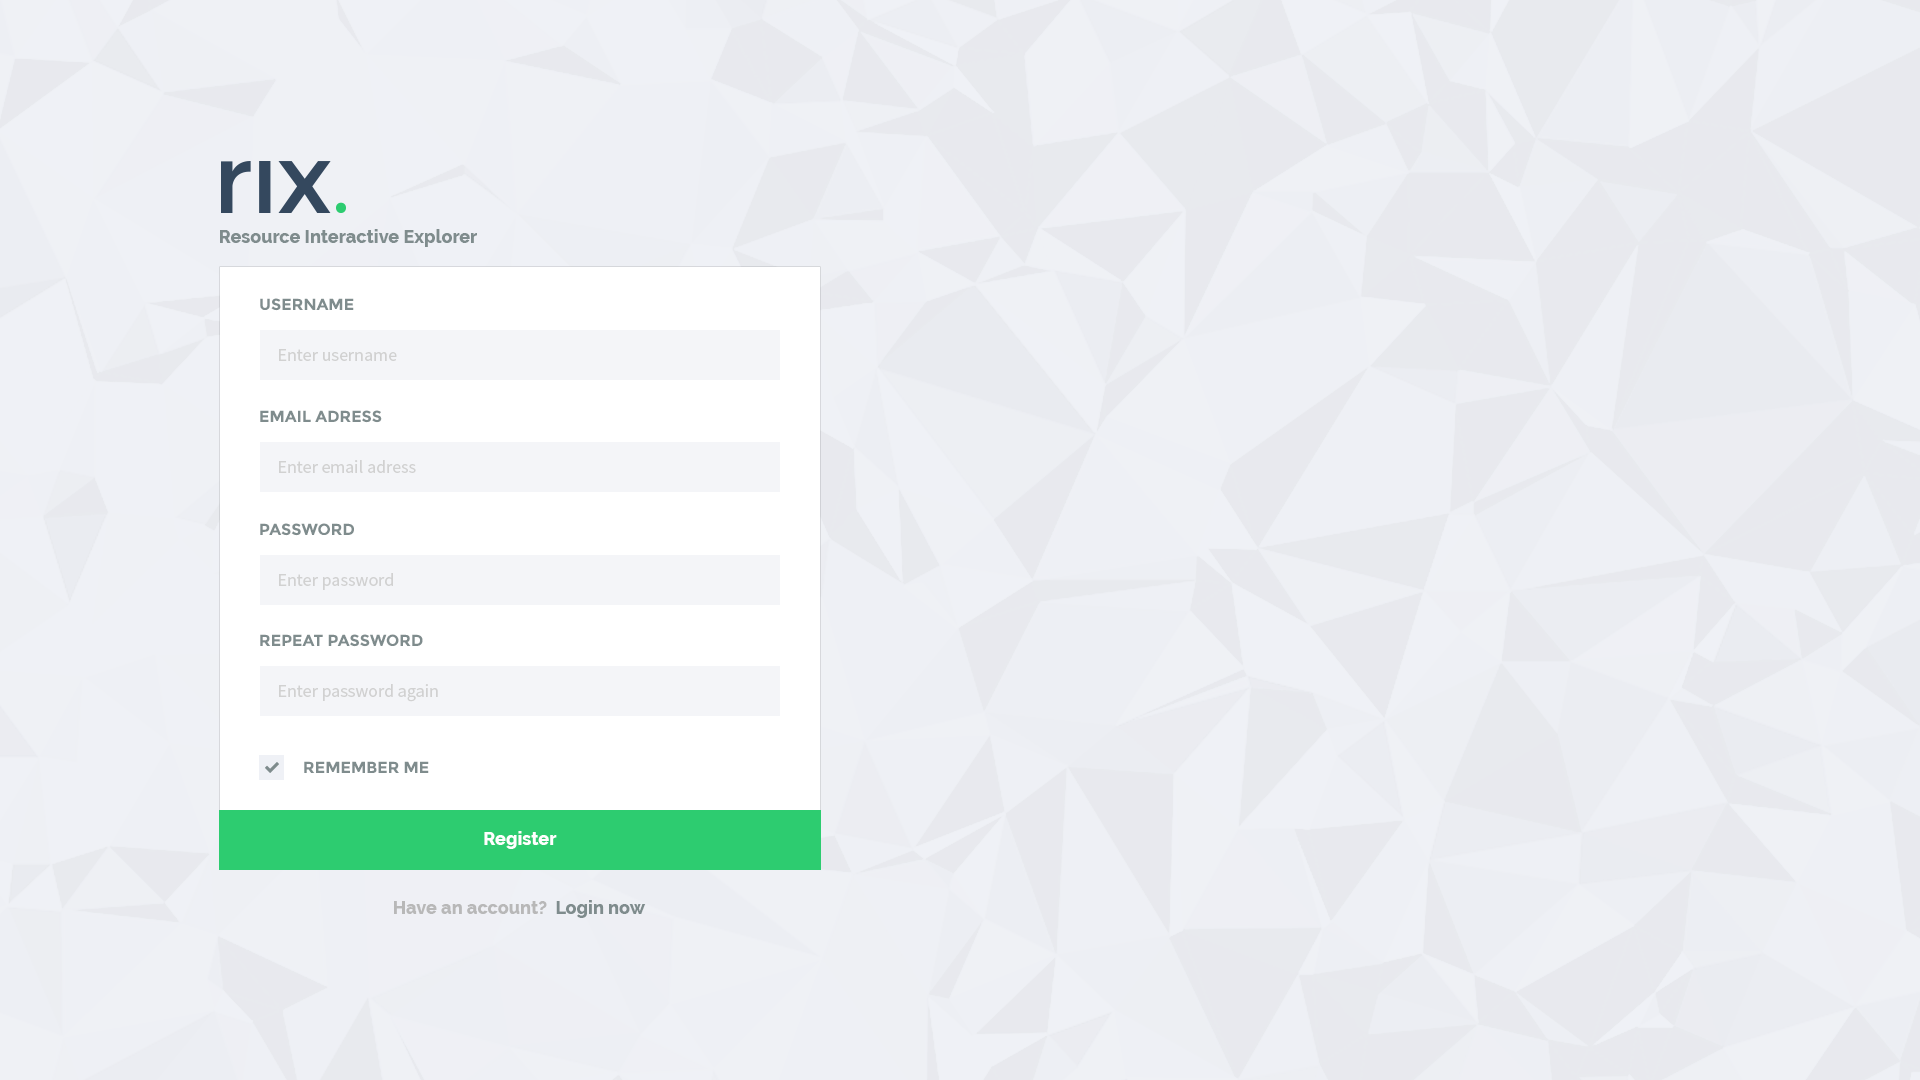 rix.
Resource Interactive Explorer
USERNAME
Enter username
EMAIL ADRESS
Enter email adress
PASSWORD
Enter password
REPEAT PASSWORD
Enter password again
REMEMBER ME
Register
Have an account? Login now